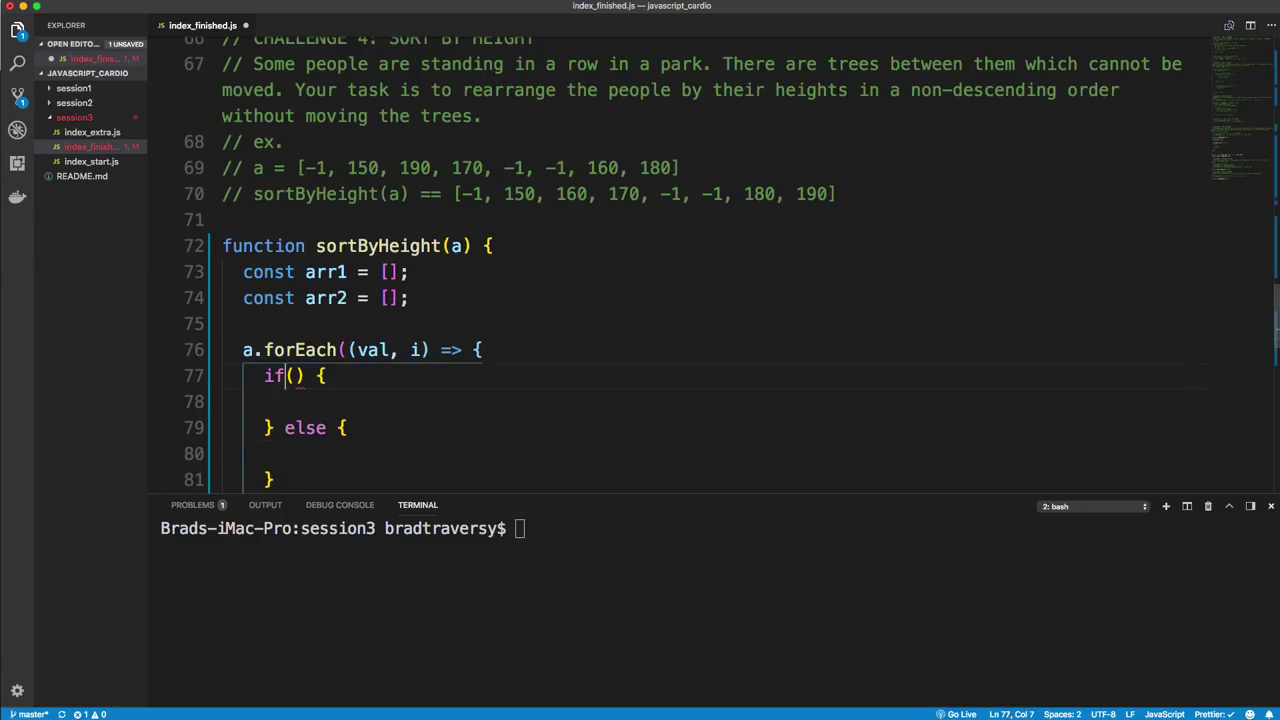 index_finished.js — javascript_cardio
EXPLORER
index_finished.js
OPEN EDITO... 1 UNSAVED
index_finis... 1, M
JAVASCRIPT_CARDIO
session1
session2
session3
index_extra.js
index_finish... 1, M
index_start.js
README.md
66 // CHALLENGE 4: SORT BY HEIGHT
67 // Some people are standing in a row in a park. There are trees between them which cannot be
moved. Your task is to rearrange the people by their heights in a non-descending order
without moving the trees.
68 // ex.
69 // a = [-1, 150, 190, 170, -1, -1, 160, 180]
70 // sortByHeight(a) == [-1, 150, 160, 170, -1, -1, 180, 190]
71
72 function sortByHeight(a) {
73 const arr1 = [];
74 const arr2 = [];
75
76 a.forEach((val, i) => {
77 if() {
78
79 } else {
80
81 }
PROBLEMS 1 OUTPUT DEBUG CONSOLE TERMINAL 2: bash
Brads-iMac-Pro:session3 bradtraversy$
master* 1 0 Go Live Ln 77, Col 7 Spaces: 2 UTF-8 LF JavaScript Prettier: ✓